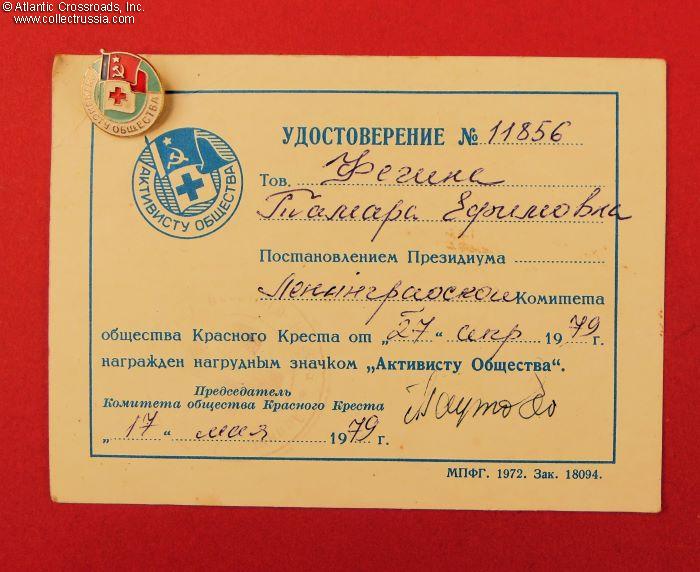 © Atlantic Crossroads, Inc.
www.collectrussia.com
АКТИВИСТУ ОБЩЕСТВА
АКТИВИСТУ ОБЩЕСТВА
УДОСТОВЕРЕНИЕ № 11856
Тов. Фегина
Тамара Ефимовна
Постановлением Президиума
Ленинградского Комитета
общества Красного Креста от „27“ апр 1979 г.
награжден нагрудным значком „Активисту Общества“.
Председатель
Комитета общества Красного Креста
„17“ мая 1979 г.
МПФГ. 1972. Зак. 18094.